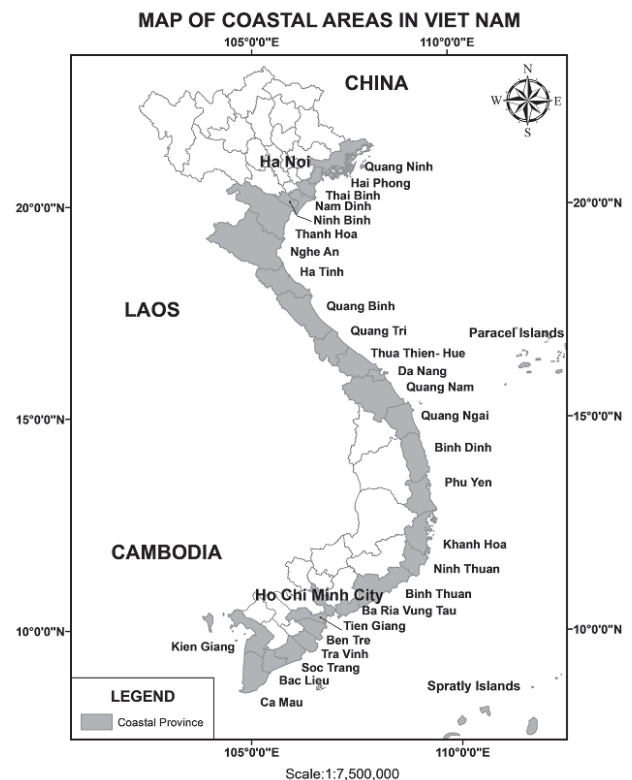 MAP OF COASTAL AREAS IN VIET NAM
105°0'0"E
110°0'0"E
CHINA
N
W
E
S
Ha Noi
Quang Ninh
Hai Phong
Thai Binh
Nam Dinh
Ninh Binh
20°0'0"N
20°0'0"N
Thanh Hoa
Nghe An
Ha Tinh
LAOS
Quang Binh
Quang Tri
Paracel Islands
Thua Thien- Hue
Da Nang
Quang Nam
15°0'0"N
15°0'0"N
Quang Ngai
Binh Dinh
Phu Yen
CAMBODIA
Khanh Hoa
Ninh Thuan
Ho Chi Minh City
Binh Thuan
Ba Ria Vung Tau
Tien Giang
10°0'0"N
10°0'0"N
Kien Giang
Ben Tre
Tra Vinh
Soc Trang
Bac Lieu
Ca Mau
Spratly Islands
LEGEND
Coastal Province
105°0'0"E
110°0'0"E
Scale:1:7,500,000